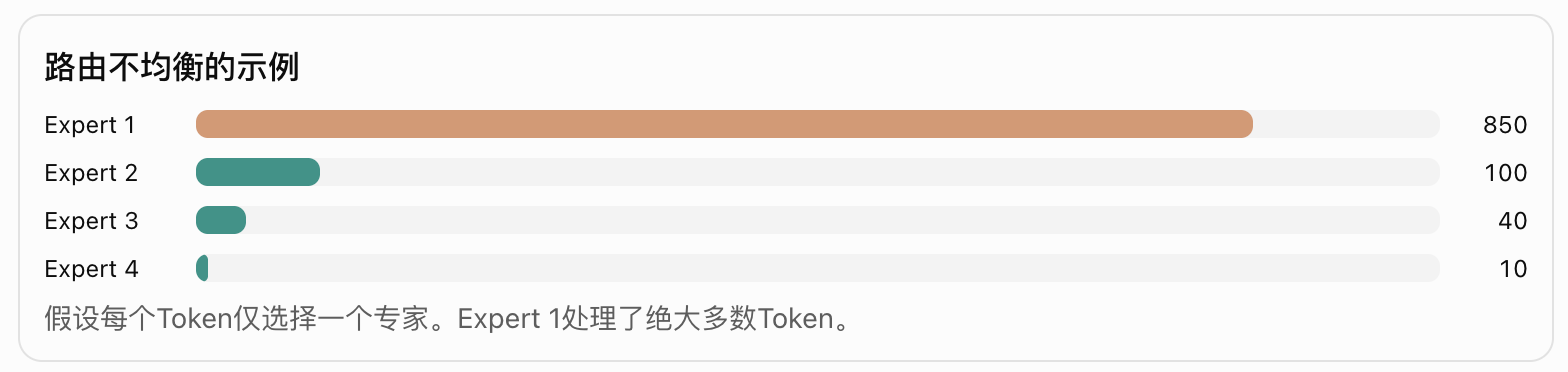 路由不均衡的示例
Expert 1 850
Expert 2 100
Expert 3 40
Expert 4 10
假设每个Token仅选择一个专家。Expert 1处理了绝大多数Token。